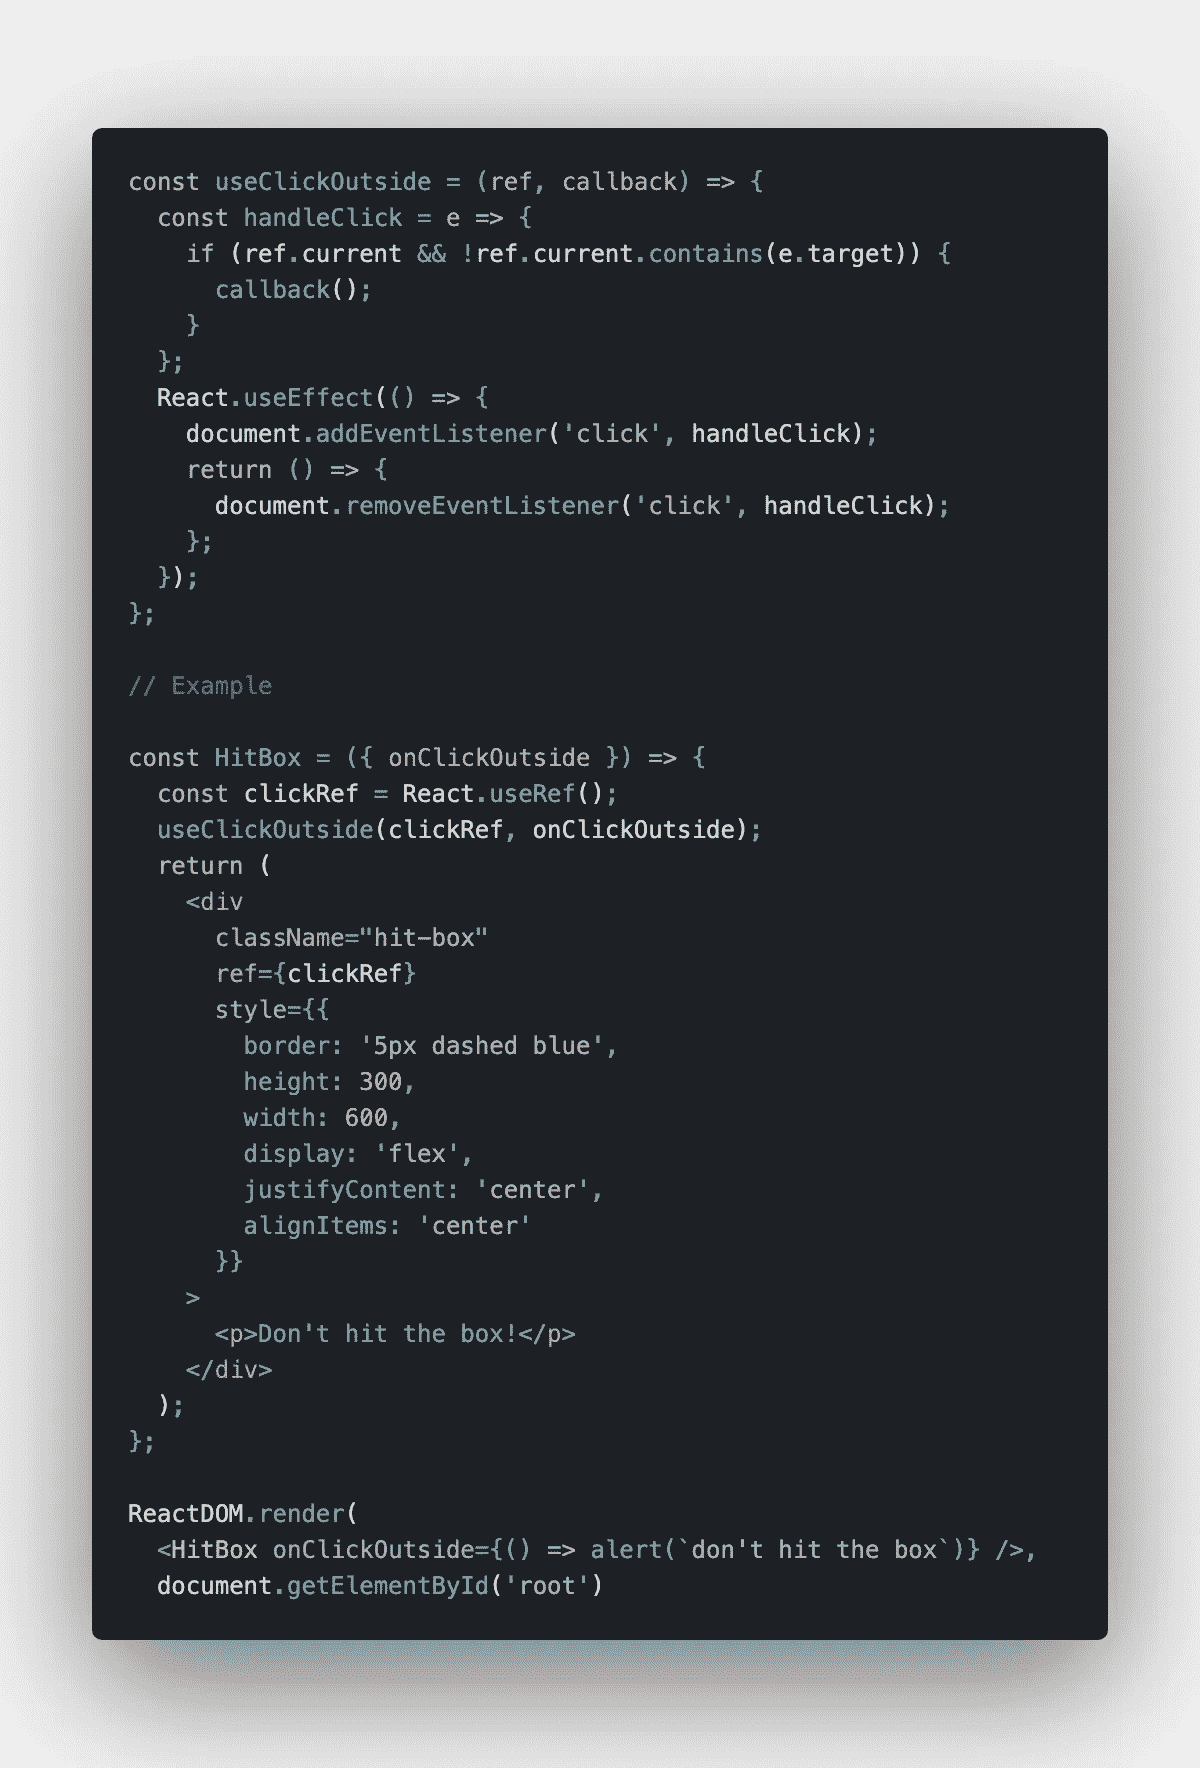 const useClickOutside = (ref, callback) => {
  const handleClick = e => {
    if (ref.current && !ref.current.contains(e.target)) {
      callback();
    }
  };
  React.useEffect(() => {
    document.addEventListener('click', handleClick);
    return () => {
      document.removeEventListener('click', handleClick);
    };
  });
};

// Example

const HitBox = ({ onClickOutside }) => {
  const clickRef = React.useRef();
  useClickOutside(clickRef, onClickOutside);
  return (
    <div
      className="hit-box"
      ref={clickRef}
      style={{
        border: '5px dashed blue',
        height: 300,
        width: 600,
        display: 'flex',
        justifyContent: 'center',
        alignItems: 'center'
      }}
    >
      <p>Don't hit the box!</p>
    </div>
  );
};

ReactDOM.render(
  <HitBox onClickOutside={() => alert(`don't hit the box`)} />,
  document.getElementById('root')